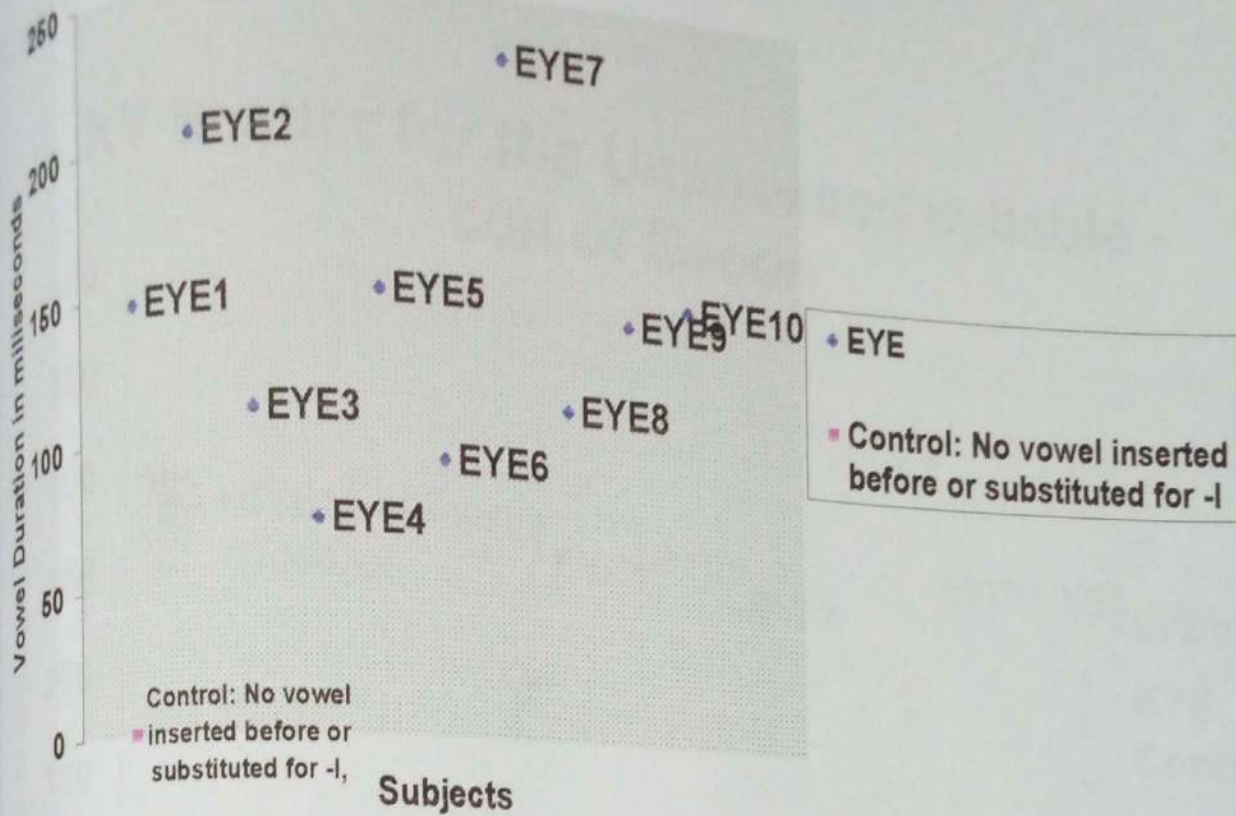 250
EYE7
EYE2
200
EYE1
EYE5
150
EYE9
EYE10
EYE3
EYE8
100
EYE6
EYE4
50
0
Vowel Duration in milliseconds
Control: No vowel
inserted before or
substituted for -l,
Subjects
EYE
Control: No vowel inserted
before or substituted for -l